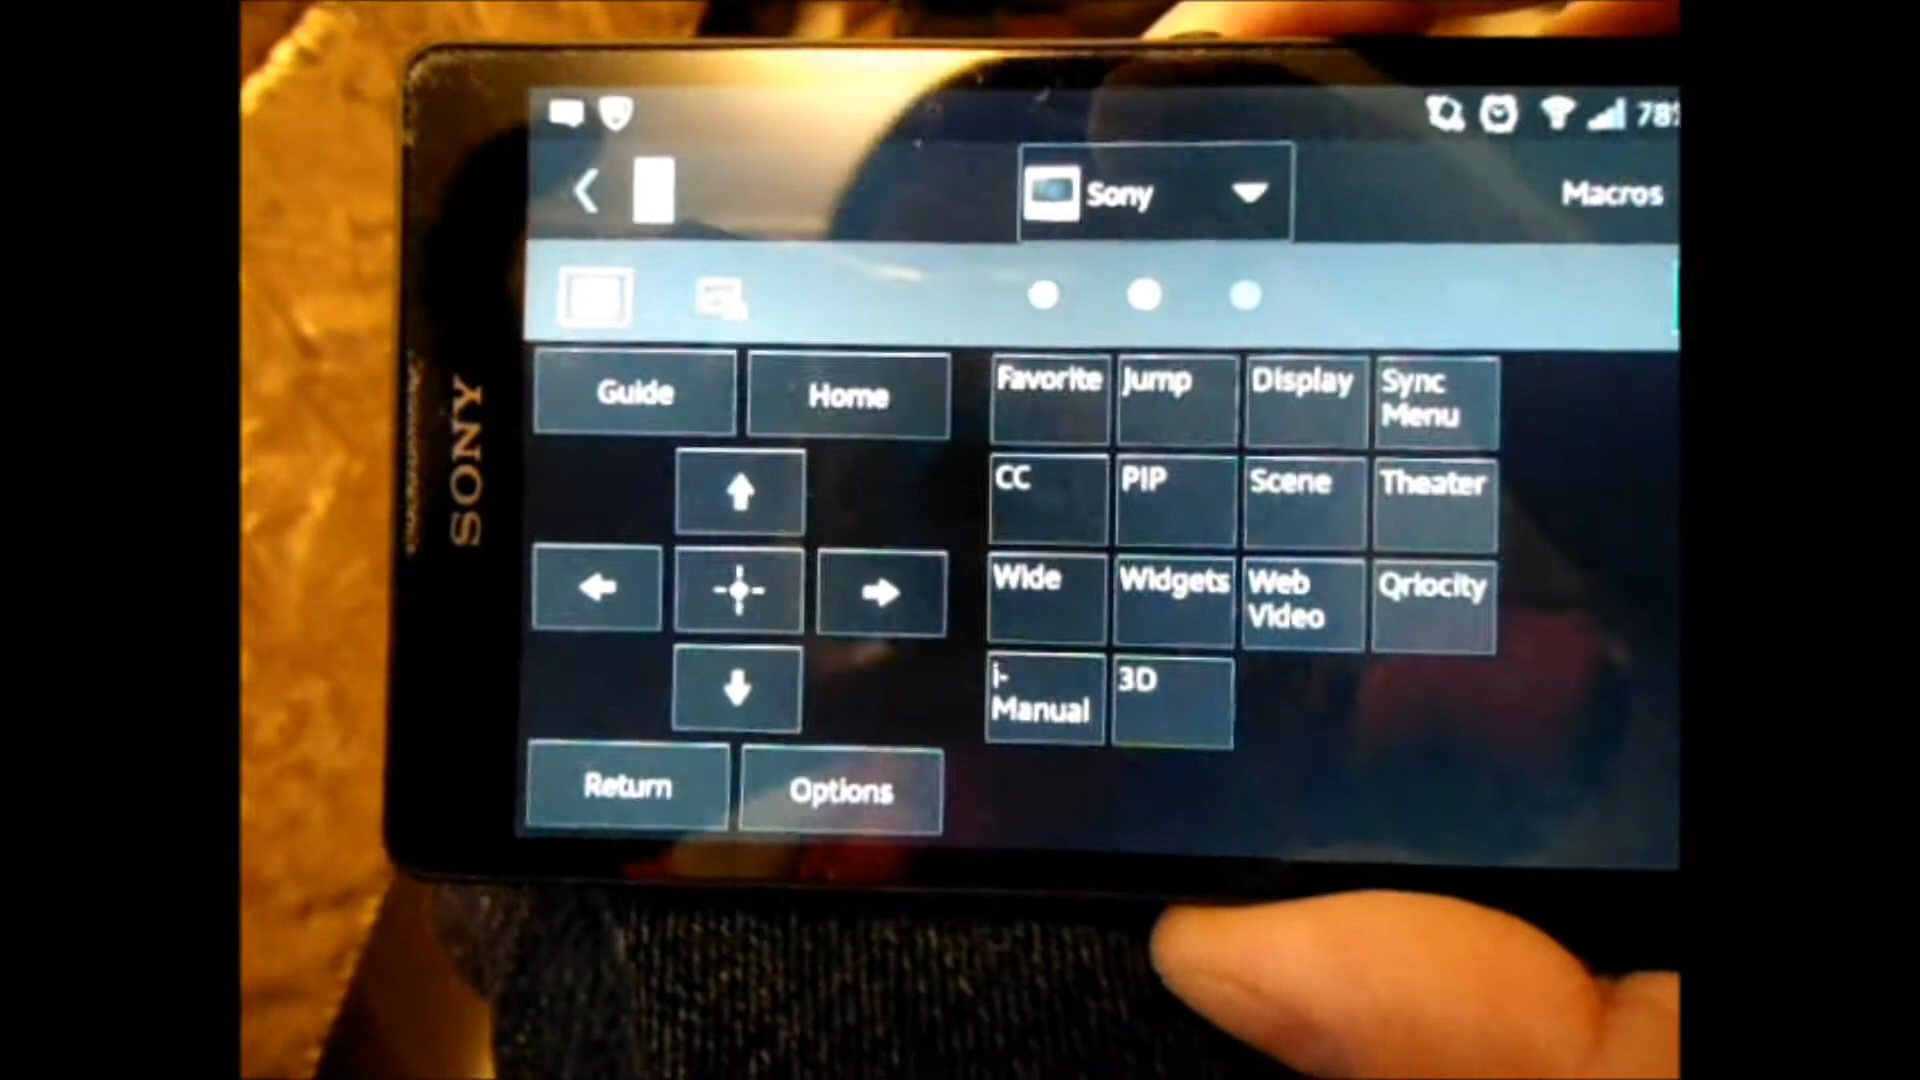 78%
Sony
Macros
SONY
Guide
Home
Favorite
Jump
Display
Sync
Menu
CC
PIP
Scene
Theater
Wide
Widgets
Web
Video
Qriocity
i-
Manual
3D
Return
Options